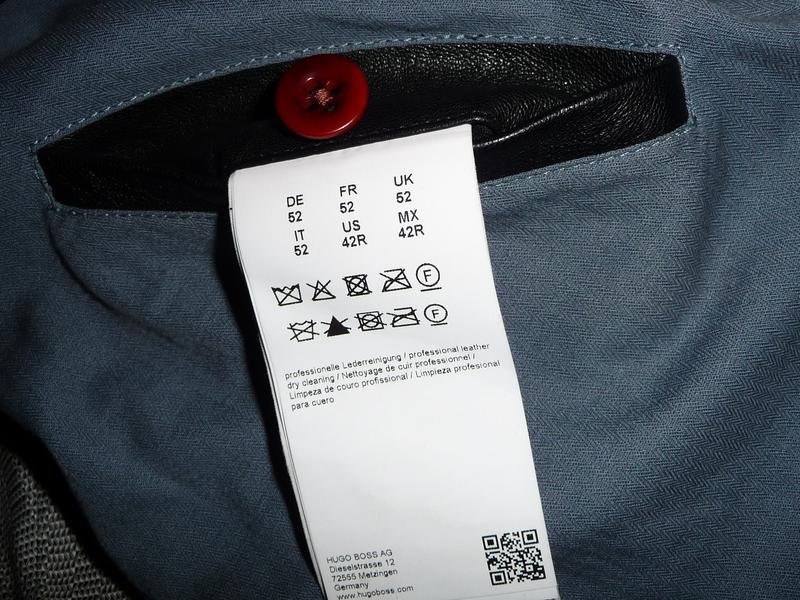 DE FR UK
52 52 52
IT US MX
52 42R 42R
F
F
professionelle Lederreinigung / professional leather
dry cleaning / Nettoyage de cuir professionnel /
Limpeza de couro profissional / Limpieza profesional
para cuero
HUGO BOSS AG
Dieselstrasse 12
72555 Metzingen
Germany
www.hugoboss.com